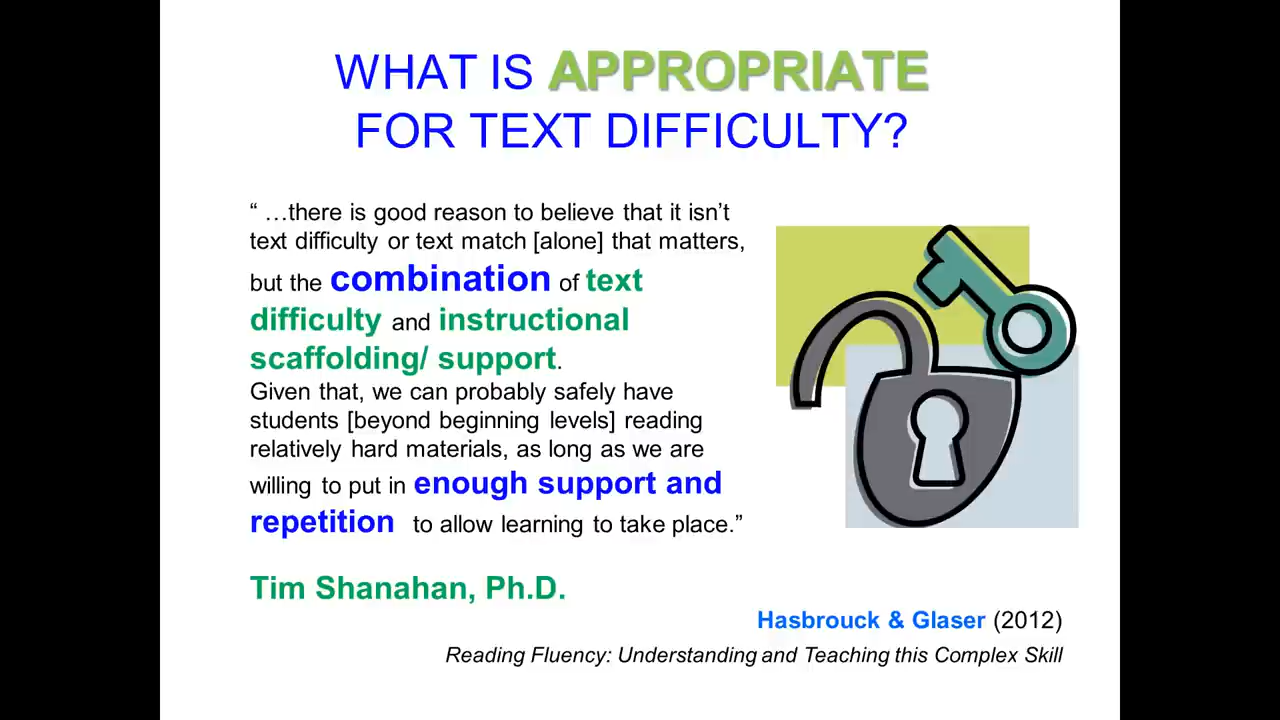 WHAT IS APPROPRIATE
FOR TEXT DIFFICULTY?
“ …there is good reason to believe that it isn’t
text difficulty or text match [alone] that matters,
but the combination of text
difficulty and instructional
scaffolding/ support.
Given that, we can probably safely have
students [beyond beginning levels] reading
relatively hard materials, as long as we are
willing to put in enough support and
repetition to allow learning to take place.”
Tim Shanahan, Ph.D.
Hasbrouck & Glaser (2012)
Reading Fluency: Understanding and Teaching this Complex Skill